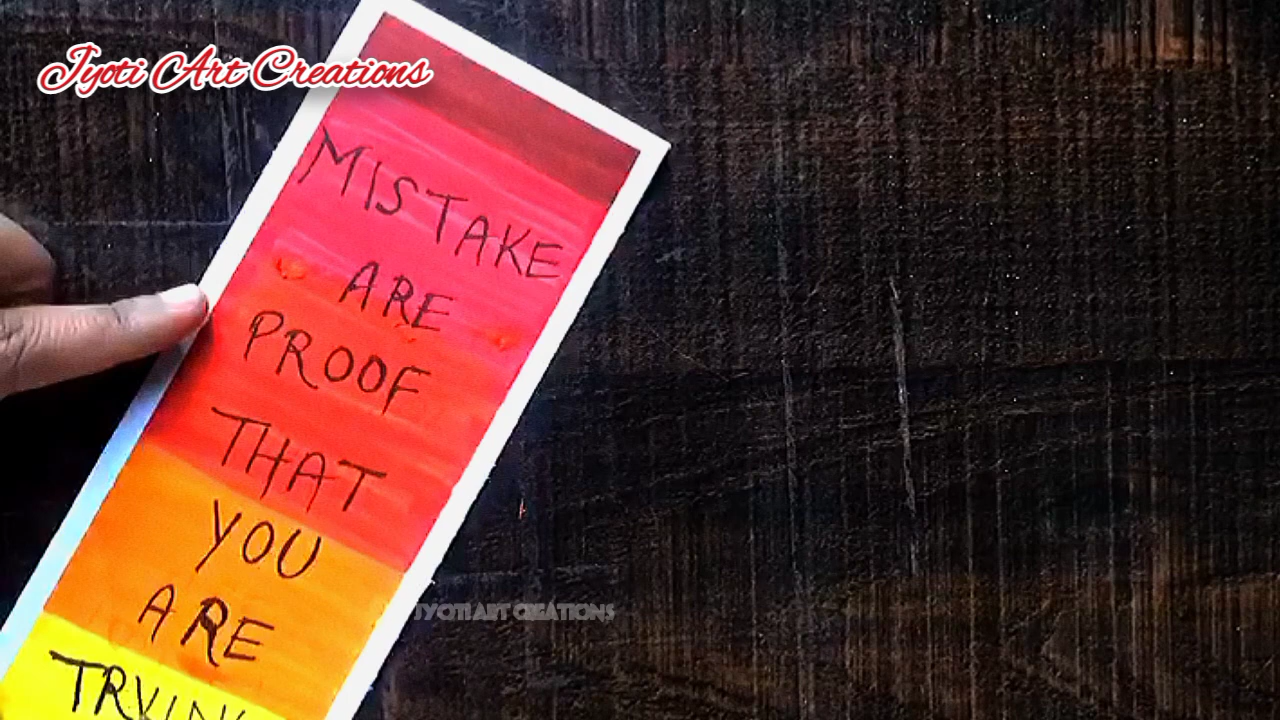 Jyoti Art Creations
MISTAKE
ARE
PROOF
THAT
YOU
ARE
JYOTI ART CREATIONS